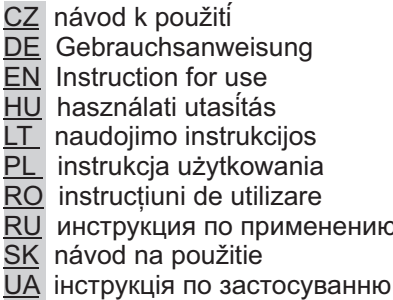 CZ návod k použití
DE Gebrauchsanweisung
EN Instruction for use
HU használati utasítás
LT naudojimo instrukcijos
PL instrukcja użytkowania
RO instrucțiuni de utilizare
RU инструкция по применению
SK návod na použitie
UA інструкція по застосуванню